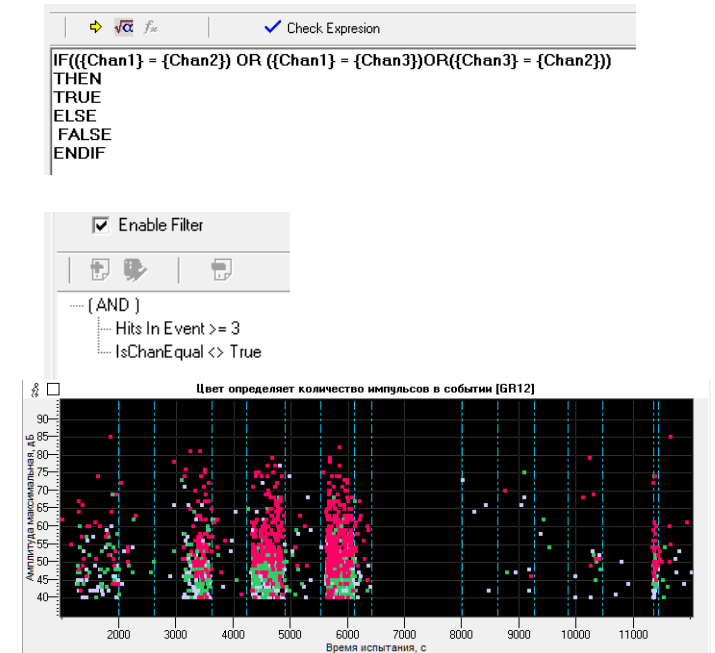 Check Expresion
IF(({Chan1} = {Chan2}) OR ({Chan1} = {Chan3})OR({Chan3} = {Chan2}))
THEN
TRUE
ELSE
FALSE
ENDIF
Enable Filter
( AND )
Hits In Event >= 3
IsChanEqual <> True
Цвет определяет количество импульсов в событии [GR12]
Амплитуда максимальная, дБ
90
85
80
75
70
65
60
55
50
45
40
2000 3000 4000 5000 6000 7000 8000 9000 10000 11000
Время испытания, с